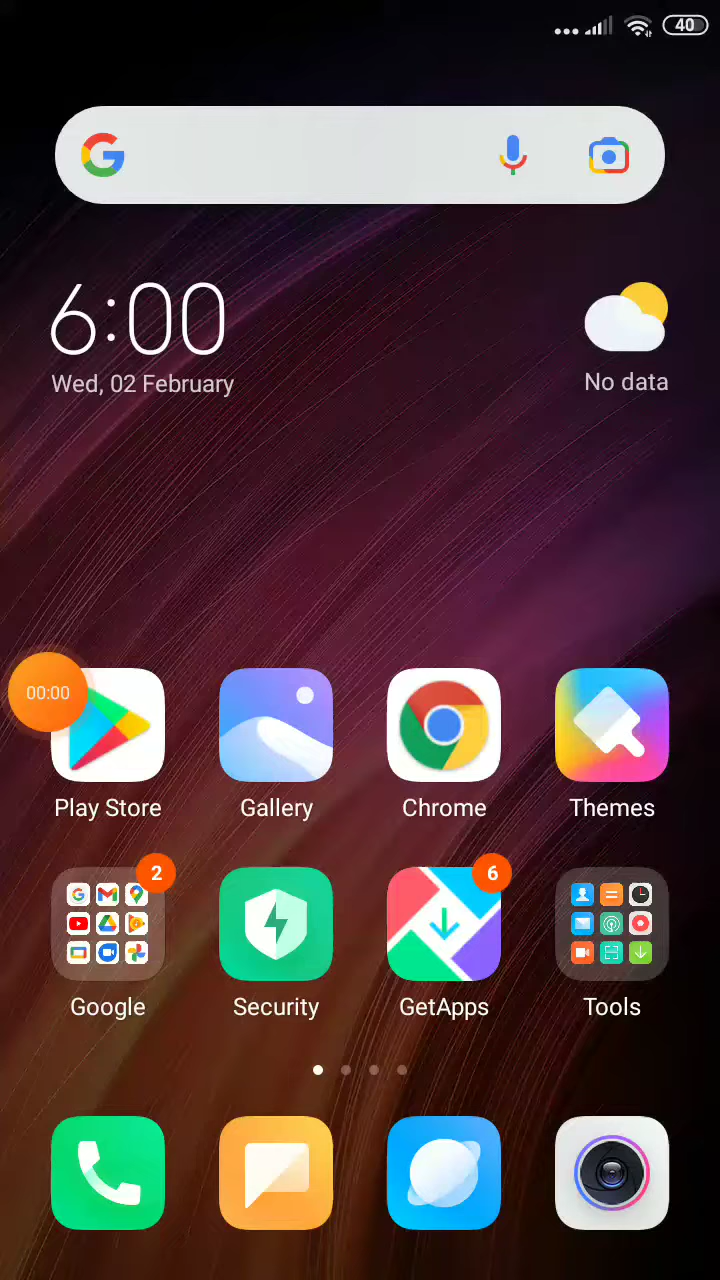 40
6:00
Wed, 02 February
No data
00:00
Play Store
Gallery
Chrome
Themes
2
6
Google
Security
GetApps
Tools